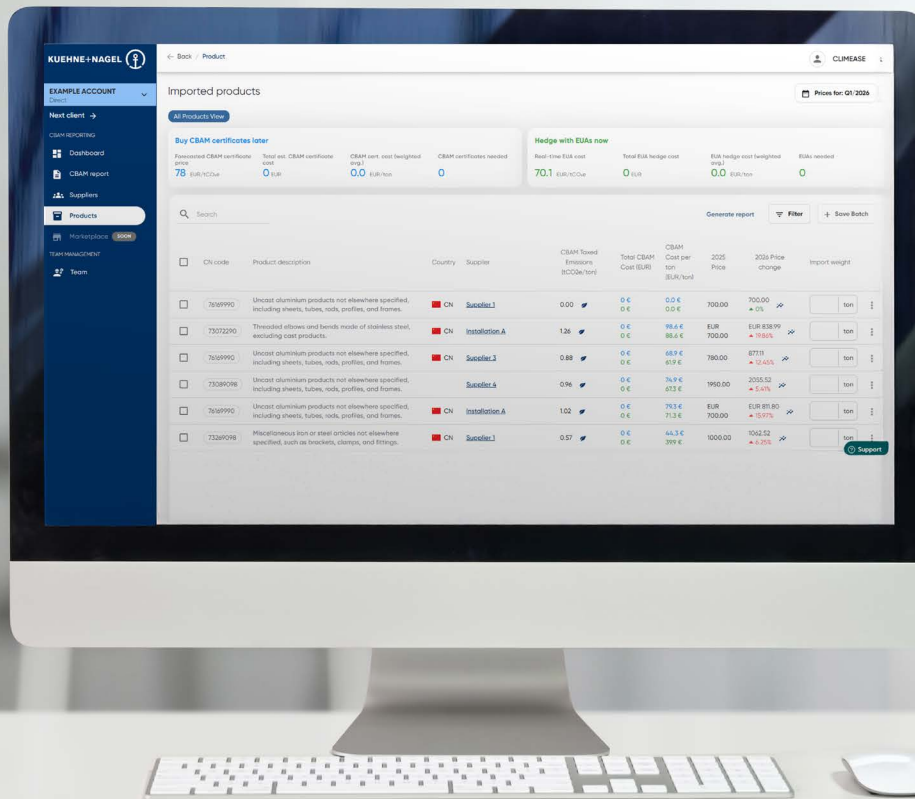 KUEHNE+NAGEL
← Back / Product
CLIMEASE
EXAMPLE ACCOUNT
Direct
Next client →
CBAM REPORTING
Dashboard
CBAM report
Suppliers
Products
Marketplace SOON
TEAM MANAGEMENT
Team
Imported products
Prices for: Q1/2026
All Products View
Buy CBAM certificates later
Forecasted CBAM certificate price
78 EUR/tCO₂e
Total est. CBAM certificate cost
0 EUR
CBAM cert. cost (weighted avg.)
0.0 EUR/ton
CBAM certificates needed
0
Hedge with EUAs now
Real-time EUA cost
70.1 EUR/tCO₂e
Total EUA hedge cost
0 EUR
EUA hedge cost (weighted avg.)
0.0 EUR/ton
EUAs needed
0
Search
Generate report
Filter
+ Save Batch
CN code
Product description
Country
Supplier
CBAM Taxed Emissions (tCO2e/ton)
Total CBAM Cost (EUR)
CBAM Cost per ton (EUR/ton)
2025 Price
2026 Price change
Import weight
76169990
Uncast aluminium products not elsewhere specified,
including sheets, tubes, rods, profiles, and frames.
CN
Supplier 1
0.00
0 €
0 €
0.0 €
0.0 €
700.00
700.00
▲ 0%
ton
73072290
Threaded elbows and bends made of stainless steel,
excluding cast products.
CN
Installation A
1.26
0 €
0 €
98.6 €
88.6 €
EUR 700.00
EUR 838.99
▲ 19.86%
ton
76169990
Uncast aluminium products not elsewhere specified,
including sheets, tubes, rods, profiles, and frames.
CN
Supplier 3
0.88
0 €
0 €
68.9 €
61.9 €
780.00
877.11
▲ 12.45%
ton
73089098
Uncast aluminium products not elsewhere specified,
including sheets, tubes, rods, profiles, and frames.
Supplier 4
0.96
0 €
0 €
74.9 €
67.3 €
1950.00
2055.52
▲ 5.41%
ton
76169990
Uncast aluminium products not elsewhere specified,
including sheets, tubes, rods, profiles, and frames.
CN
Installation A
1.02
0 €
0 €
79.3 €
71.3 €
EUR 700.00
EUR 811.80
▲ 15.97%
ton
73269098
Miscellaneous iron or steel articles not elsewhere
specified, such as brackets, clamps, and fittings.
CN
Supplier 1
0.57
0 €
0 €
44.3 €
39.9 €
1000.00
1062.52
▲ 6.25%
ton
Support